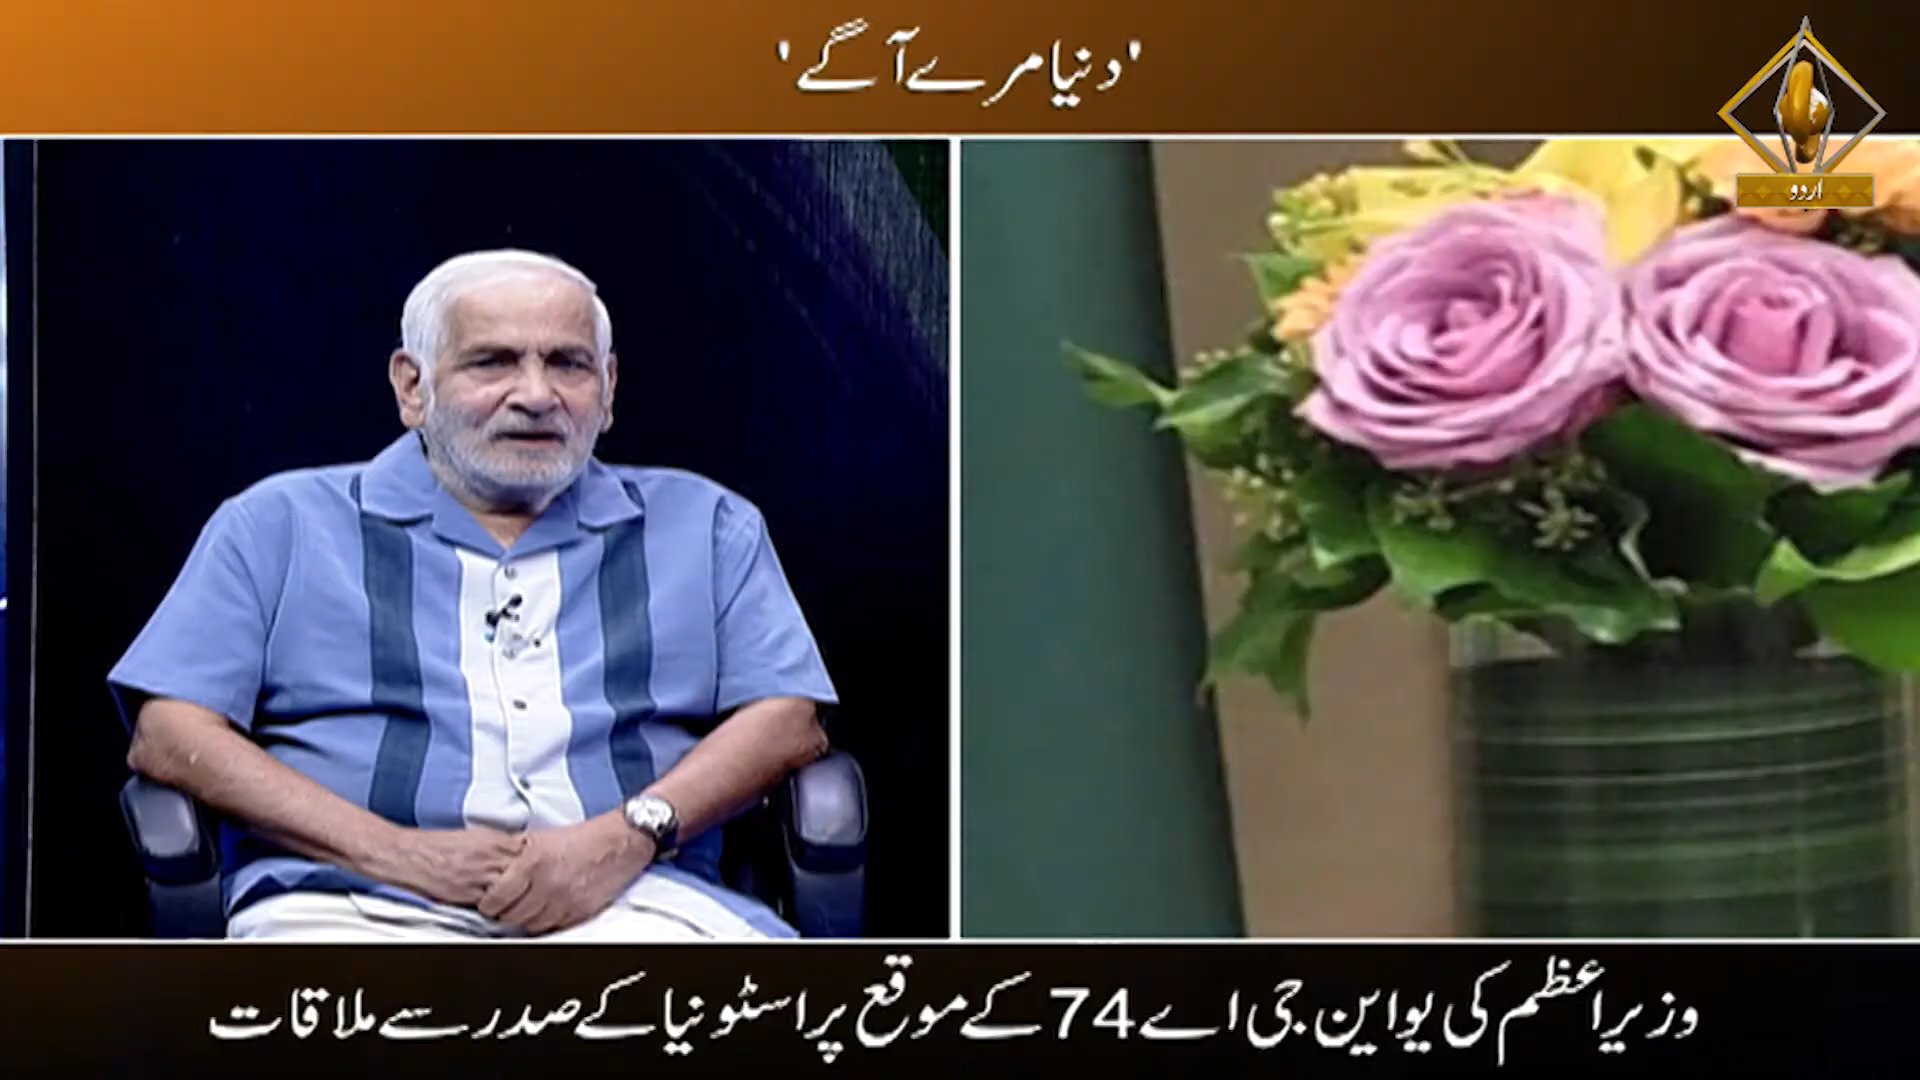 'دنیا مرے آگے'
اردو
وزیراعظم کی یو این جی اے 74 کے موقع پر اسٹونیا کے صدر سے ملاقات